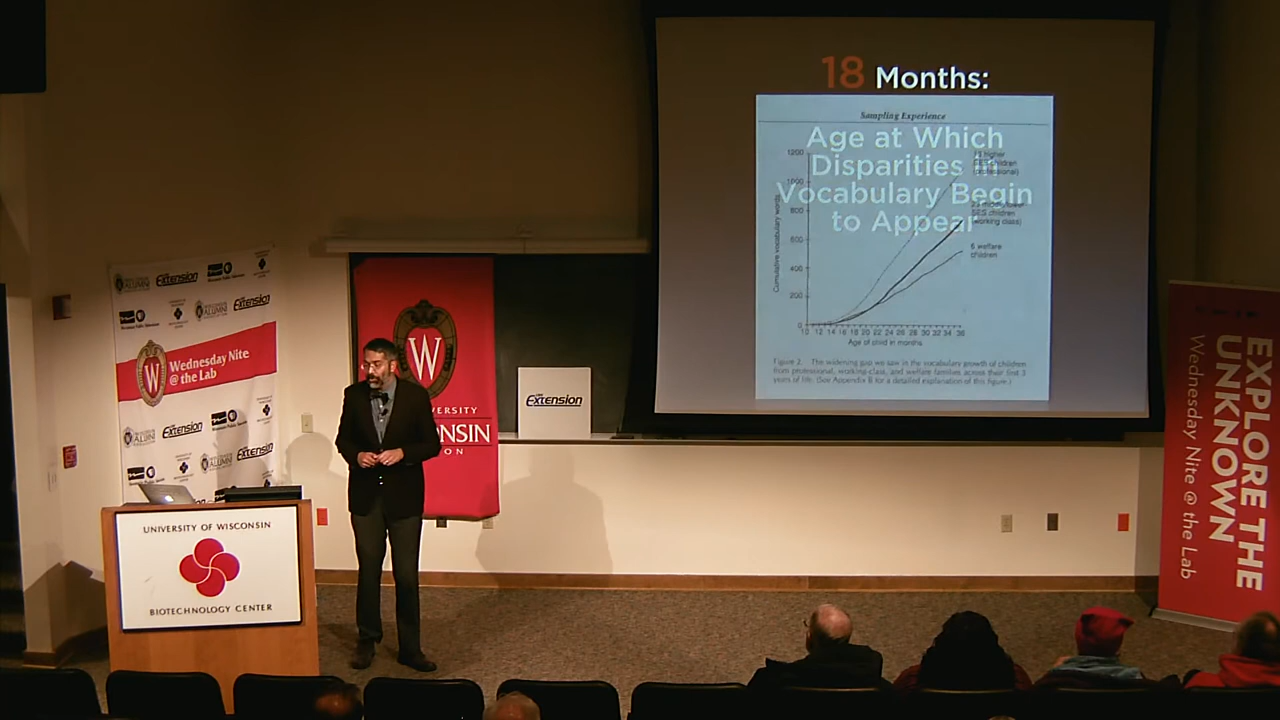 18 Months:
Sampling Experience
Age at Which
Disparities in
Vocabulary Begin
to Appear
13 higher
SES children
(professional)
23 middle/lower
SES children
(working class)
6 welfare
children
Cumulative vocabulary words
1200
1000
800
600
400
200
0
10 12 14 16 18 20 22 24 26 28 30 32 34 36
Age of child in months
Figure 2. The widening gap we saw in the vocabulary growth of children
from professional, working-class, and welfare families across their first 3
years of life. (See Appendix B for a detailed explanation of this figure.)
Extension
Wednesday Nite
@ the Lab
W
W
Extension
UNIVERSITY OF WISCONSIN
BIOTECHNOLOGY CENTER
EXPLORE THE
UNKNOWN
Wednesday Nite @ the Lab